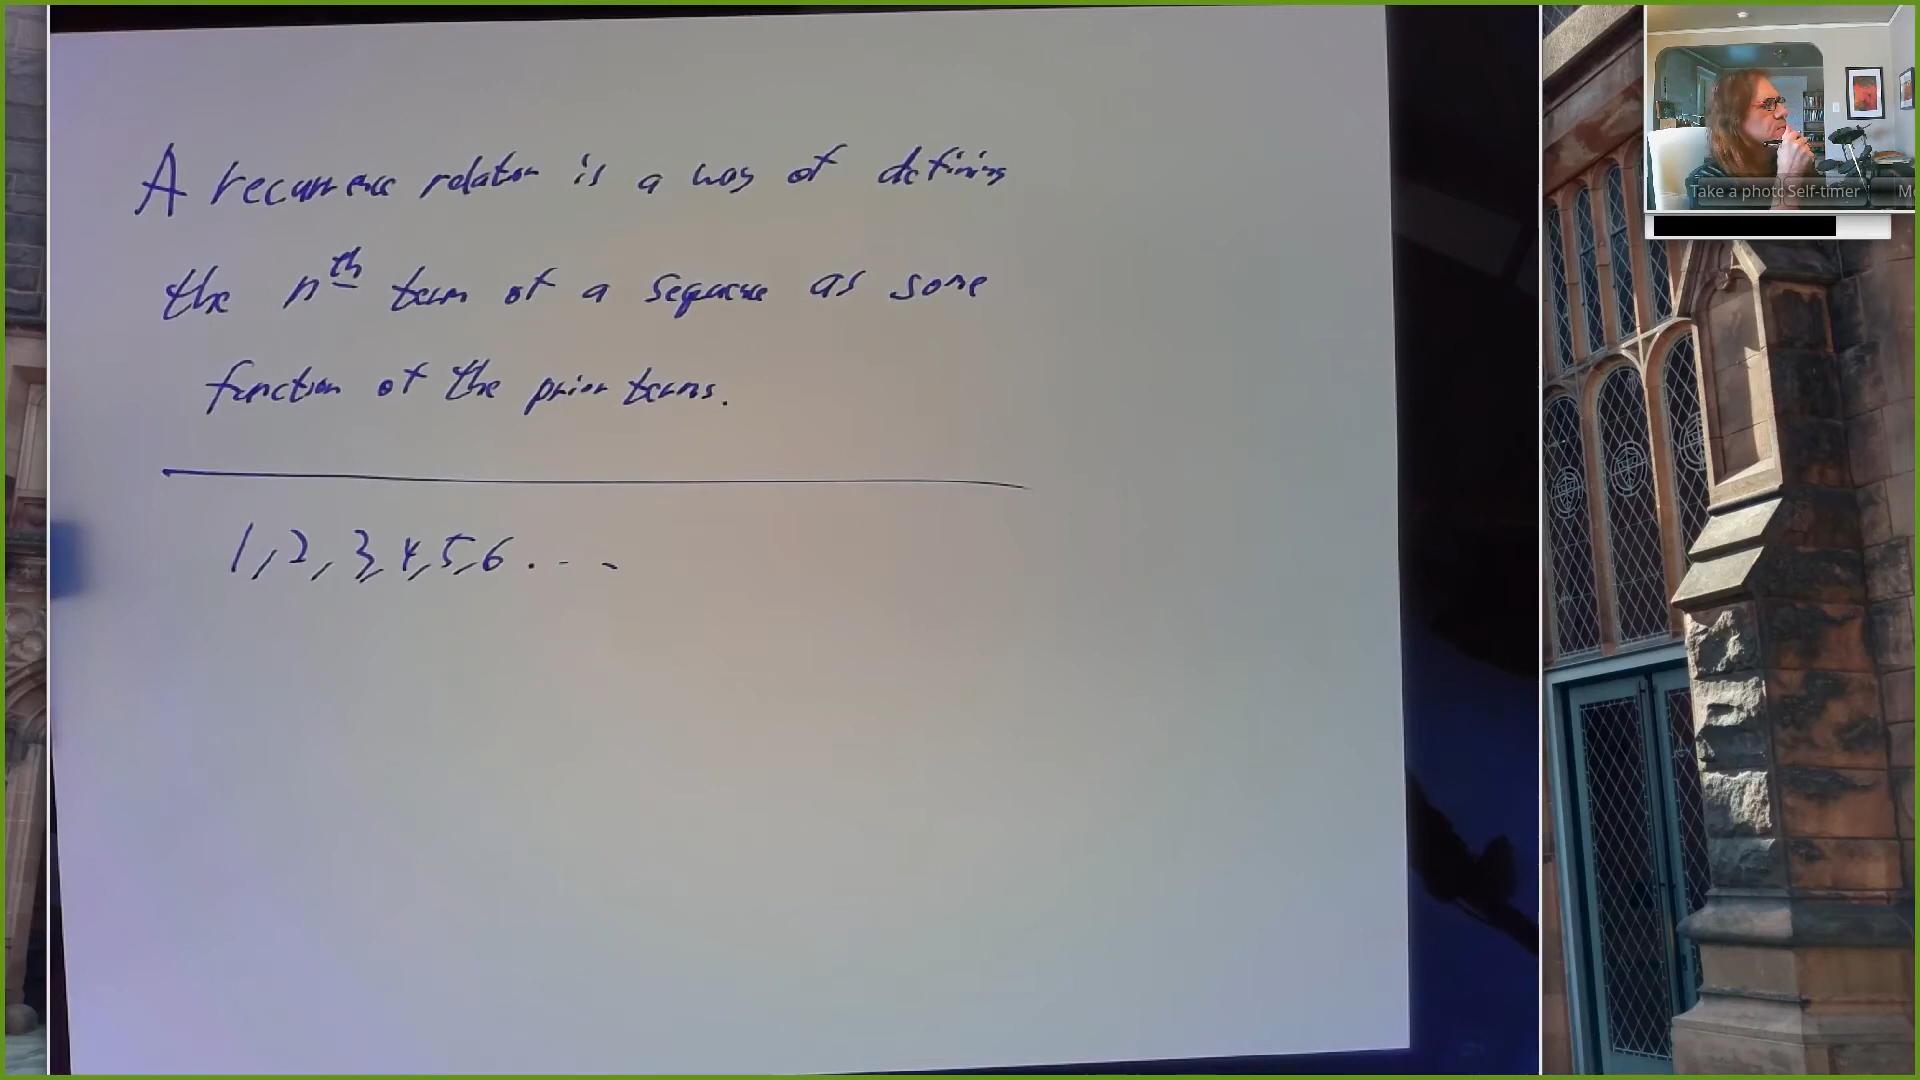 A recurrence relation is a way of defining
the nth term of a sequence as some
function of the prior terms.
1, 2, 3, 4, 5, 6 . . .
Take a photo Self-timer Mo